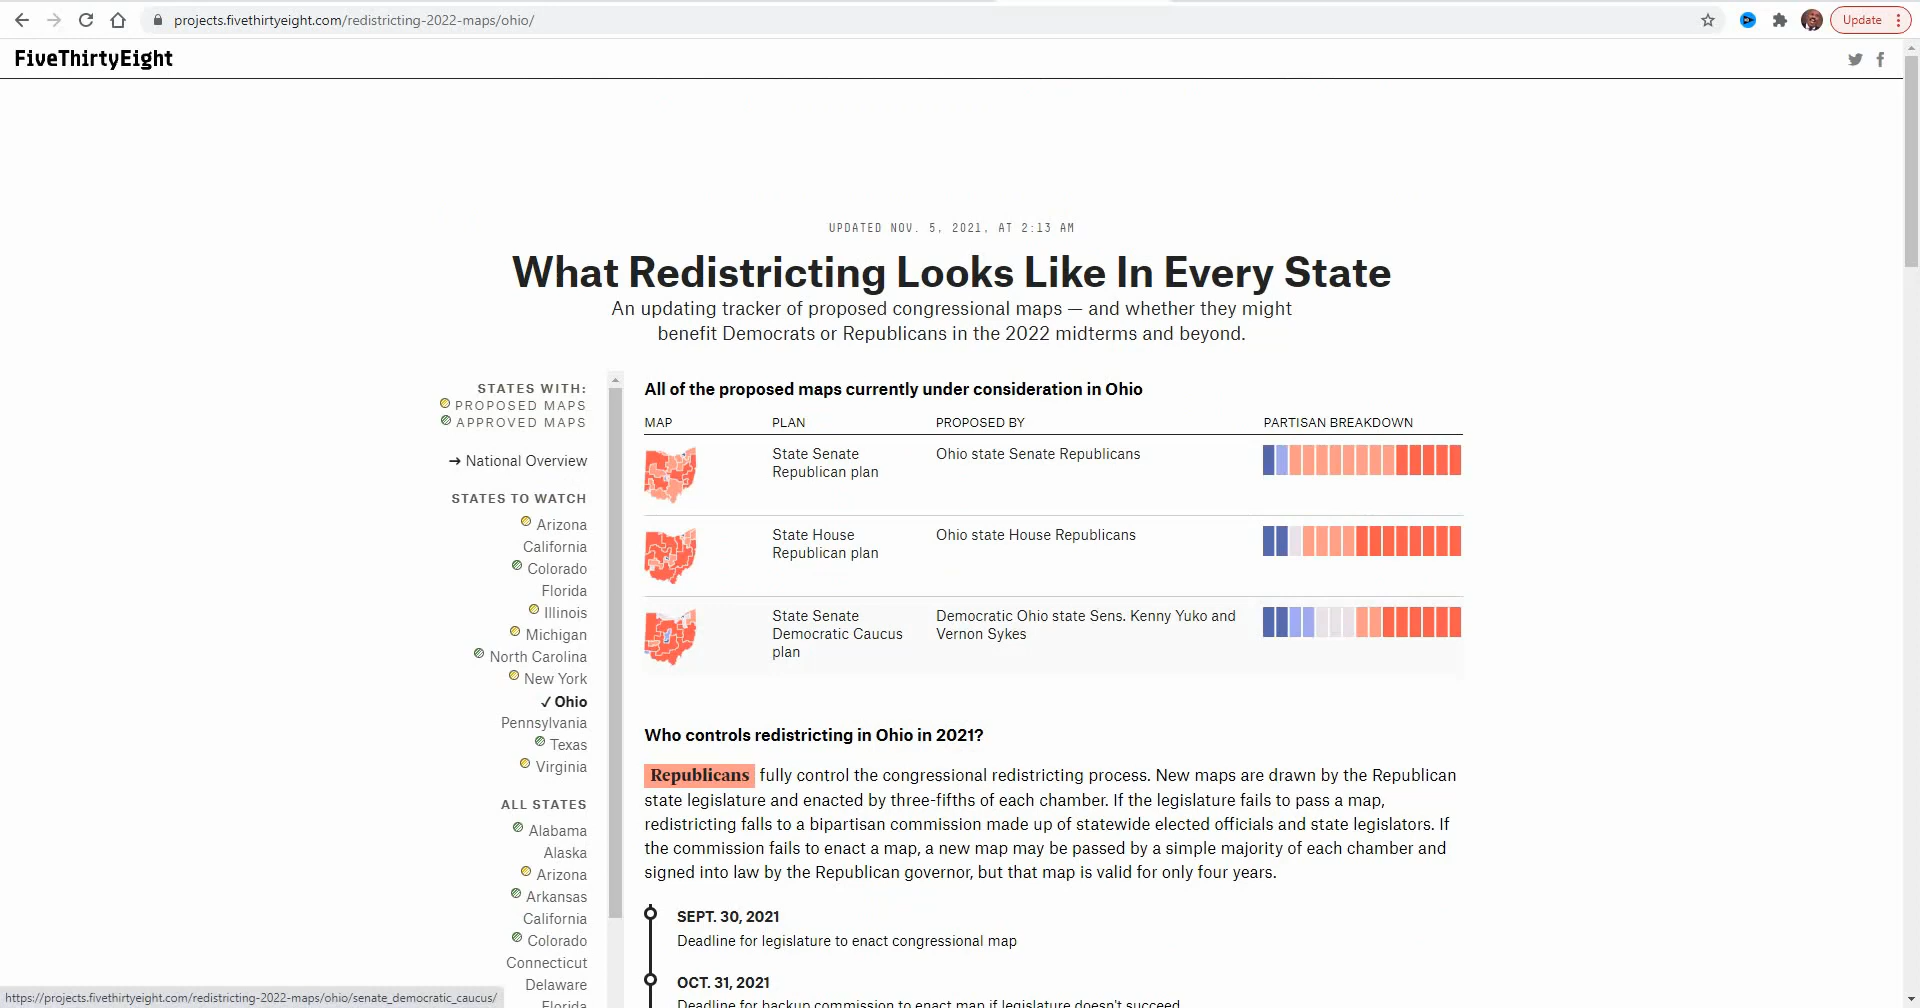 projects.fivethirtyeight.com/redistricting-2022-maps/ohio/
Update
FiveThirtyEight
UPDATED NOV. 5, 2021, AT 2:13 AM
What Redistricting Looks Like In Every State
An updating tracker of proposed congressional maps — and whether they might
benefit Democrats or Republicans in the 2022 midterms and beyond.
STATES WITH:
PROPOSED MAPS
APPROVED MAPS
→ National Overview
STATES TO WATCH
Arizona
California
Colorado
Florida
Illinois
Michigan
North Carolina
New York
✓ Ohio
Pennsylvania
Texas
Virginia
ALL STATES
Alabama
Alaska
Arizona
Arkansas
California
Colorado
Connecticut
Delaware
Florida
All of the proposed maps currently under consideration in Ohio
MAP PLAN PROPOSED BY PARTISAN BREAKDOWN
State Senate
Republican plan
Ohio state Senate Republicans
State House
Republican plan
Ohio state House Republicans
State Senate
Democratic Caucus
plan
Democratic Ohio state Sens. Kenny Yuko and
Vernon Sykes
Who controls redistricting in Ohio in 2021?
Republicans fully control the congressional redistricting process. New maps are drawn by the Republican
state legislature and enacted by three-fifths of each chamber. If the legislature fails to pass a map,
redistricting falls to a bipartisan commission made up of statewide elected officials and state legislators. If
the commission fails to enact a map, a new map may be passed by a simple majority of each chamber and
signed into law by the Republican governor, but that map is valid for only four years.
SEPT. 30, 2021
Deadline for legislature to enact congressional map
OCT. 31, 2021
Deadline for backup commission to enact map if legislature doesn't succeed
https://projects.fivethirtyeight.com/redistricting-2022-maps/ohio/senate_democratic_caucus/